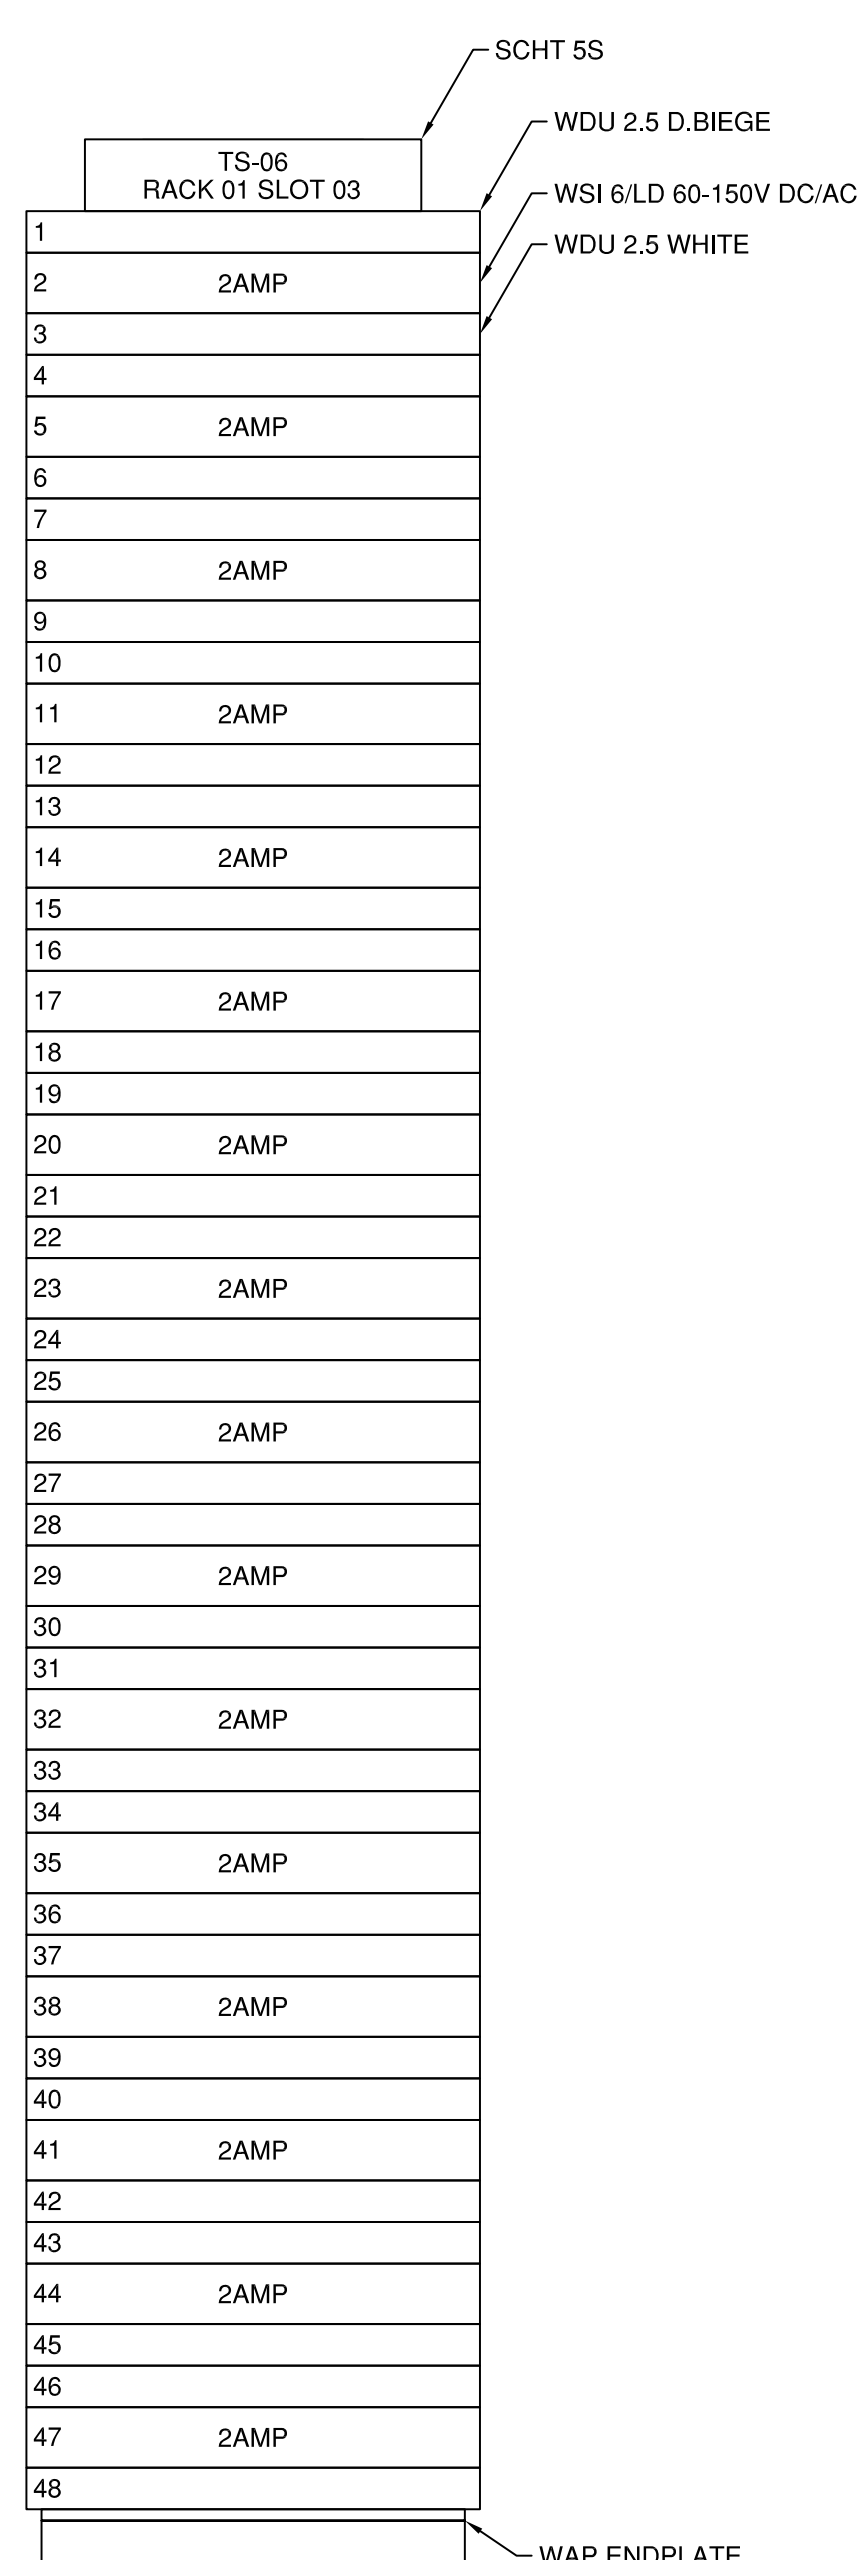 SCHT 5S
WDU 2.5 D.BIEGE
TS-06
RACK 01 SLOT 03
WSI 6/LD 60-150V DC/AC
1
WDU 2.5 WHITE
2 2AMP
3
4
5 2AMP
6
7
8 2AMP
9
10
11 2AMP
12
13
14 2AMP
15
16
17 2AMP
18
19
20 2AMP
21
22
23 2AMP
24
25
26 2AMP
27
28
29 2AMP
30
31
32 2AMP
33
34
35 2AMP
36
37
38 2AMP
39
40
41 2AMP
42
43
44 2AMP
45
46
47 2AMP
48
WAP ENDPLATE